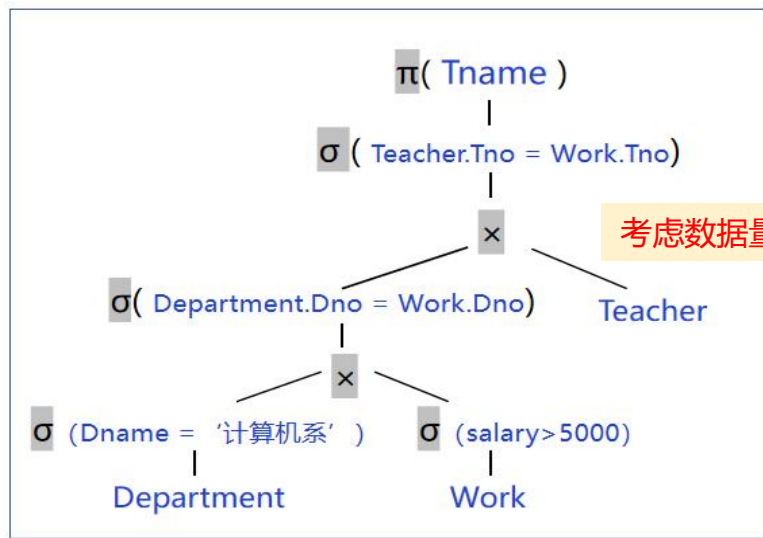 π( Tname )
σ ( Teacher.Tno = Work.Tno)
×
考虑数据量
σ( Department.Dno = Work.Dno)
Teacher
×
σ (Dname = ‘计算机系’ )
σ (salary>5000)
Department
Work